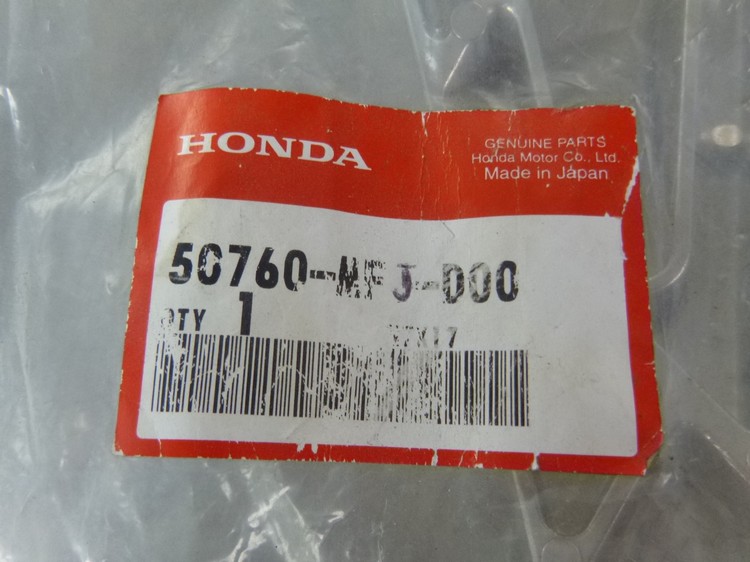 HONDA
GENUINE PARTS
Honda Motor Co., Ltd.
Made in Japan
50760-MFJ-D00
QTY 1